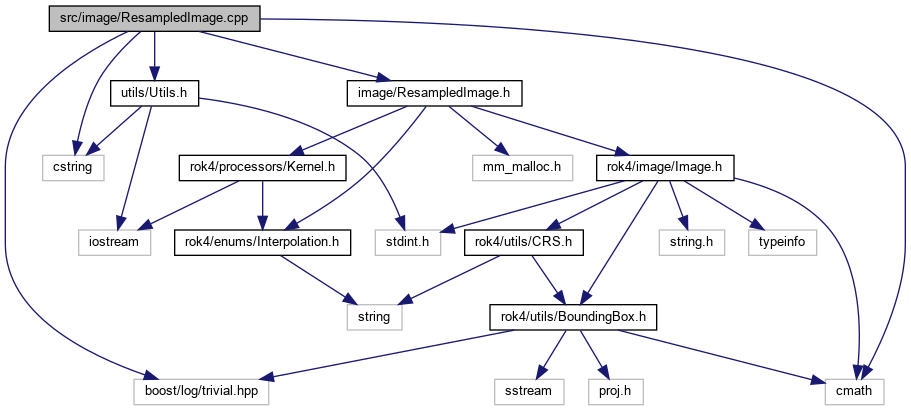 src/image/ResampledImage.cpp
utils/Utils.h
image/ResampledImage.h
cstring
rok4/processors/Kernel.h
mm_malloc.h
rok4/image/Image.h
iostream
rok4/enums/Interpolation.h
stdint.h
rok4/utils/CRS.h
string.h
typeinfo
string
rok4/utils/BoundingBox.h
boost/log/trivial.hpp
sstream
proj.h
cmath